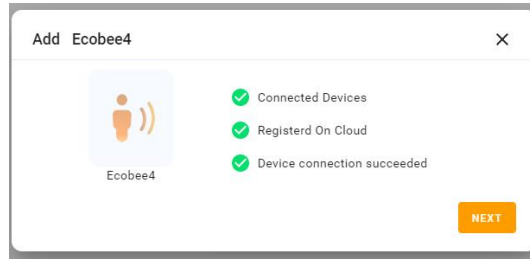 Add Ecobee4
Connected Devices
Registerd On Cloud
Device connection succeeded
Ecobee4
NEXT